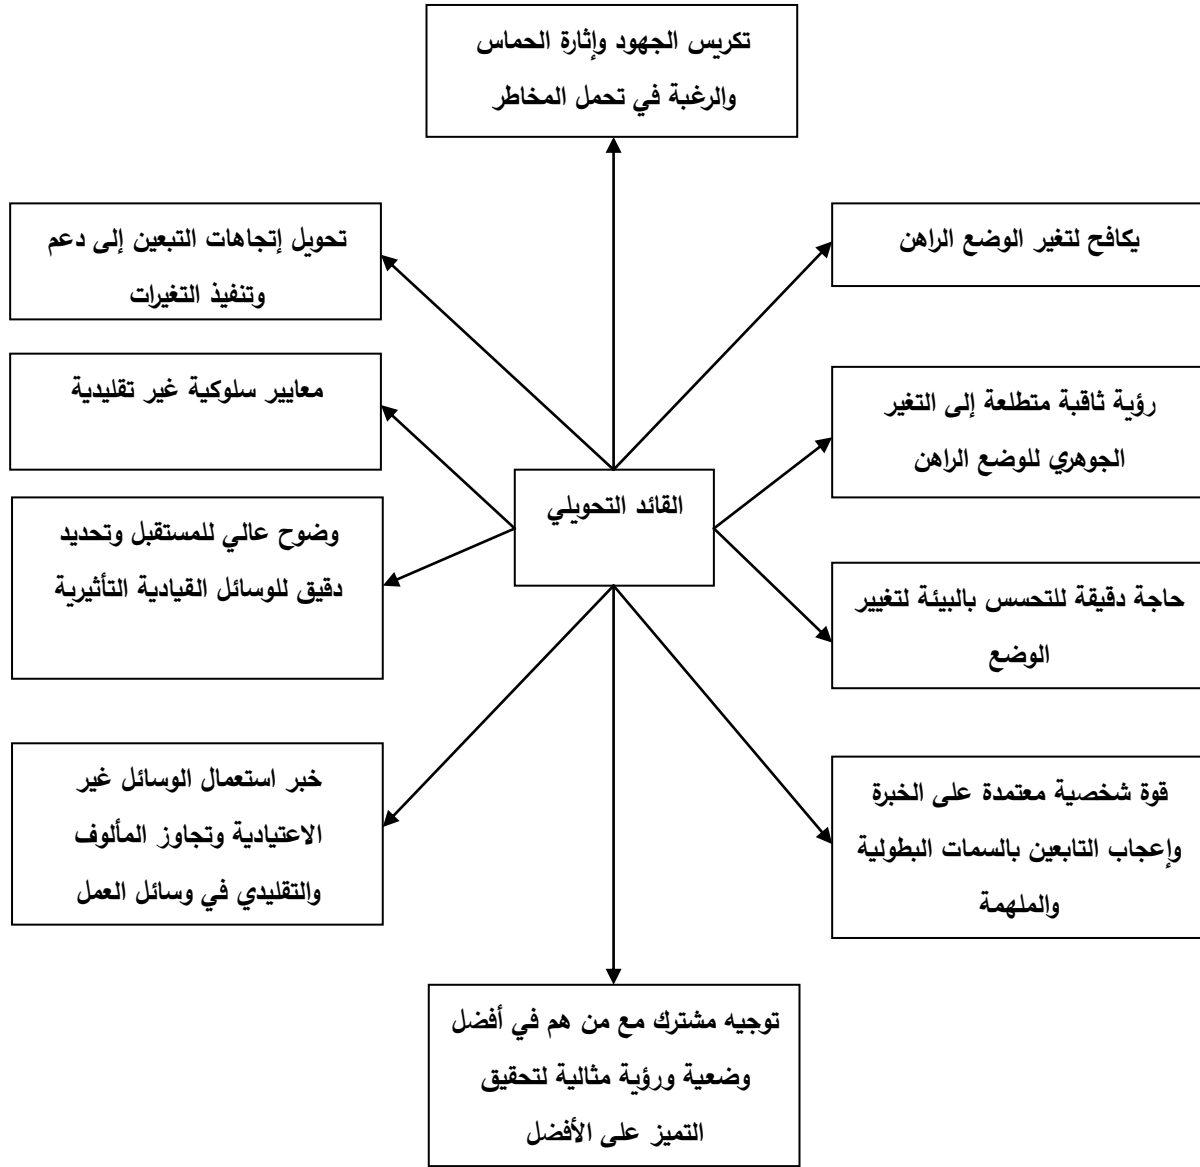 تكريس الجهود وإثارة الحماس
والرغبة في تحمل المخاطر
يكافح لتغير الوضع الراهن
تحويل إتجاهات التبعين إلى دعم
وتنفيذ التغيرات
رؤية ثاقبة متطلعة إلى التغير
الجوهري للوضع الراهن
معايير سلوكية غير تقليدية
القائد التحويلي
وضوح عالي للمستقبل وتحديد
دقيق للوسائل القيادية التأثيرية
حاجة دقيقة للتحسس بالبيئة لتغيير
الوضع
قوة شخصية معتمدة على الخبرة
وإعجاب التابعين بالسمات البطولية
والملهمة
خبر استعمال الوسائل غير
الاعتيادية وتجاوز المألوف
والتقليدي في وسائل العمل
توجيه مشترك مع من هم في أفضل
وضعية ورؤية مثالية لتحقيق
التميز على الأفضل